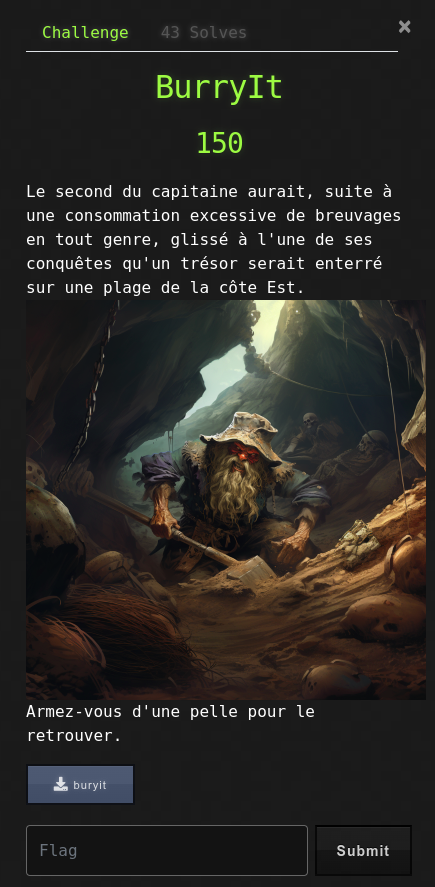 Challenge 43 Solves ×
BurryIt
150
Le second du capitaine aurait, suite à
une consommation excessive de breuvages
en tout genre, glissé à l'une de ses
conquêtes qu'un trésor serait enterré
sur une plage de la côte Est.
Armez-vous d'une pelle pour le
retrouver.
buryit
Flag Submit